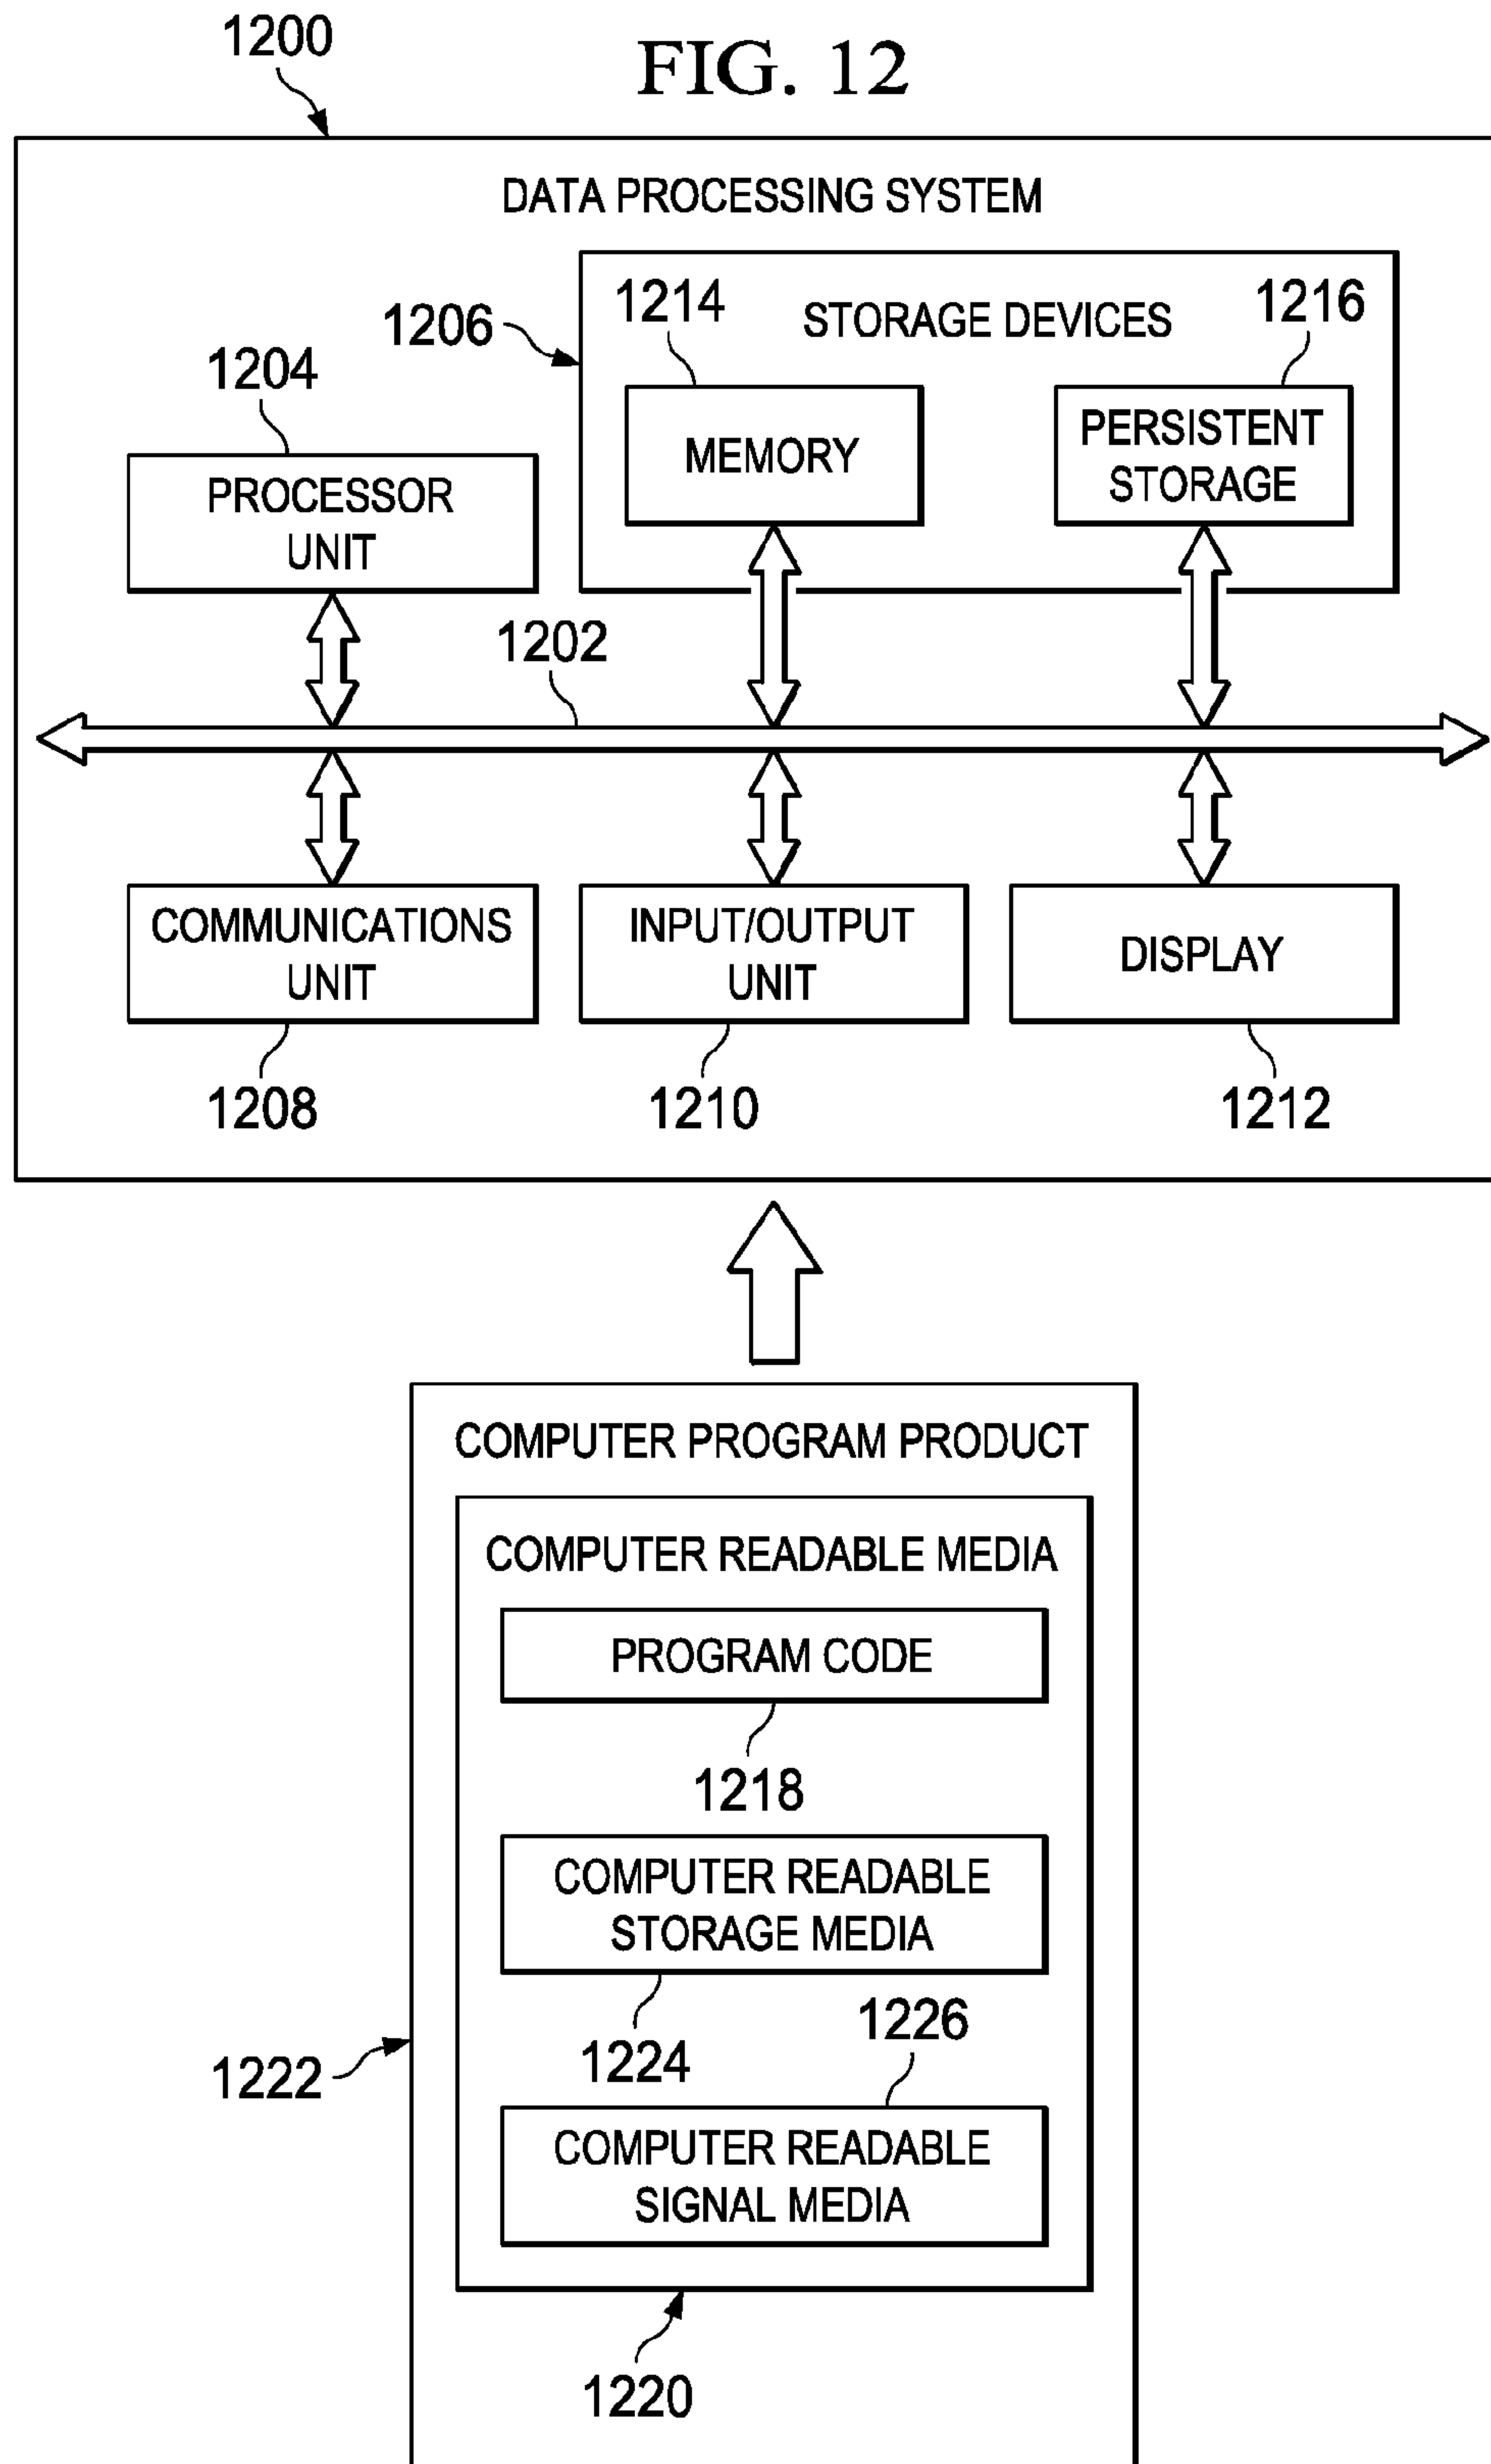 1200
FIG. 12
DATA PROCESSING SYSTEM
1206
1214
STORAGE DEVICES
1216
1204
MEMORY
PERSISTENT
STORAGE
PROCESSOR
UNIT
1202
COMMUNICATIONS
UNIT
INPUT/OUTPUT
UNIT
DISPLAY
1208
1210
1212
COMPUTER PROGRAM PRODUCT
COMPUTER READABLE MEDIA
PROGRAM CODE
1218
COMPUTER READABLE
STORAGE MEDIA
1224
1226
1222
COMPUTER READABLE
SIGNAL MEDIA
1220